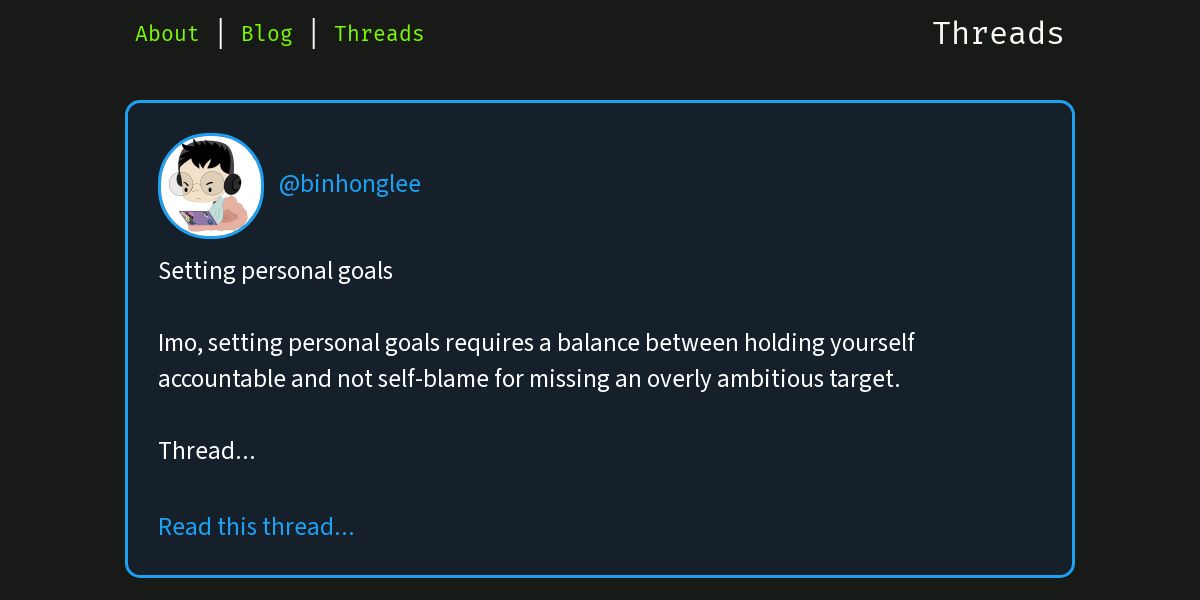 About | Blog | Threads
Threads
@binhonglee
Setting personal goals
Imo, setting personal goals requires a balance between holding yourself
accountable and not self-blame for missing an overly ambitious target.
Thread...
Read this thread...